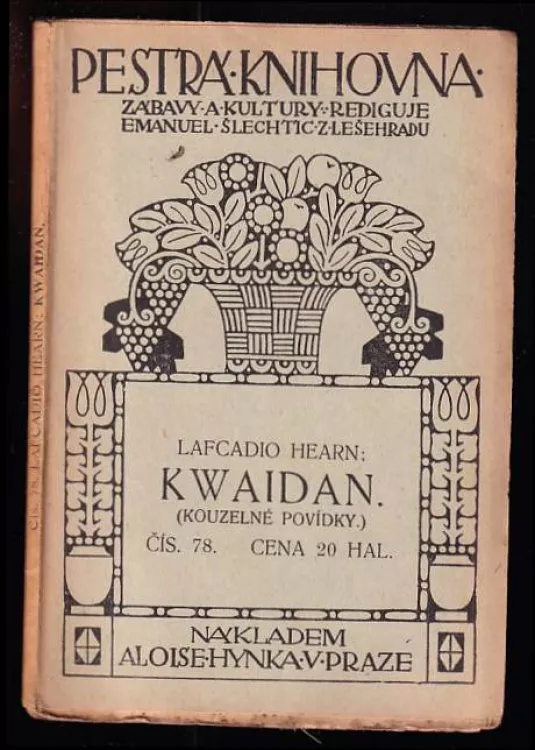 PESTRÁ·KNIHOVNA·
ZÁBAVY·A·KULTURY·REDIGUJE
EMANUEL·ŠLECHTIC·Z·LEŠEHRADU
LAFCADIO HEARN:
KWAIDAN.
(KOUZELNÉ POVÍDKY.)
ČÍS. 78. CENA 20 HAL.
NÁKLADEM
ALOISE·HYNKA·V·PRAZE
ČÍS. 78. LAFCADIO HEARN: KWAIDAN.